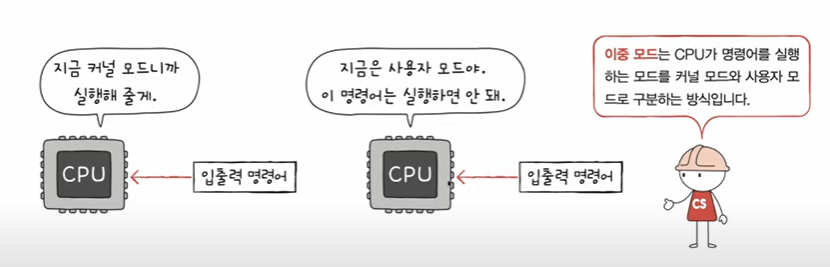 지금 커널 모드니까
실행해 줄게.
CPU
입출력 명령어
지금은 사용자 모드야.
이 명령어는 실행하면 안 돼.
CPU
입출력 명령어
이중 모드는 CPU가 명령어를 실행
하는 모드를 커널 모드와 사용자 모
드로 구분하는 방식입니다.
CS